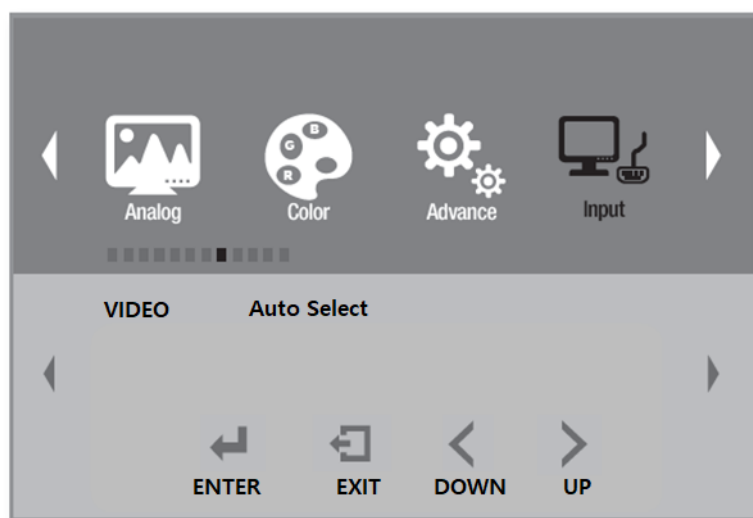 B
G
R
Analog Color Advance Input
VIDEO Auto Select
ENTER EXIT DOWN UP